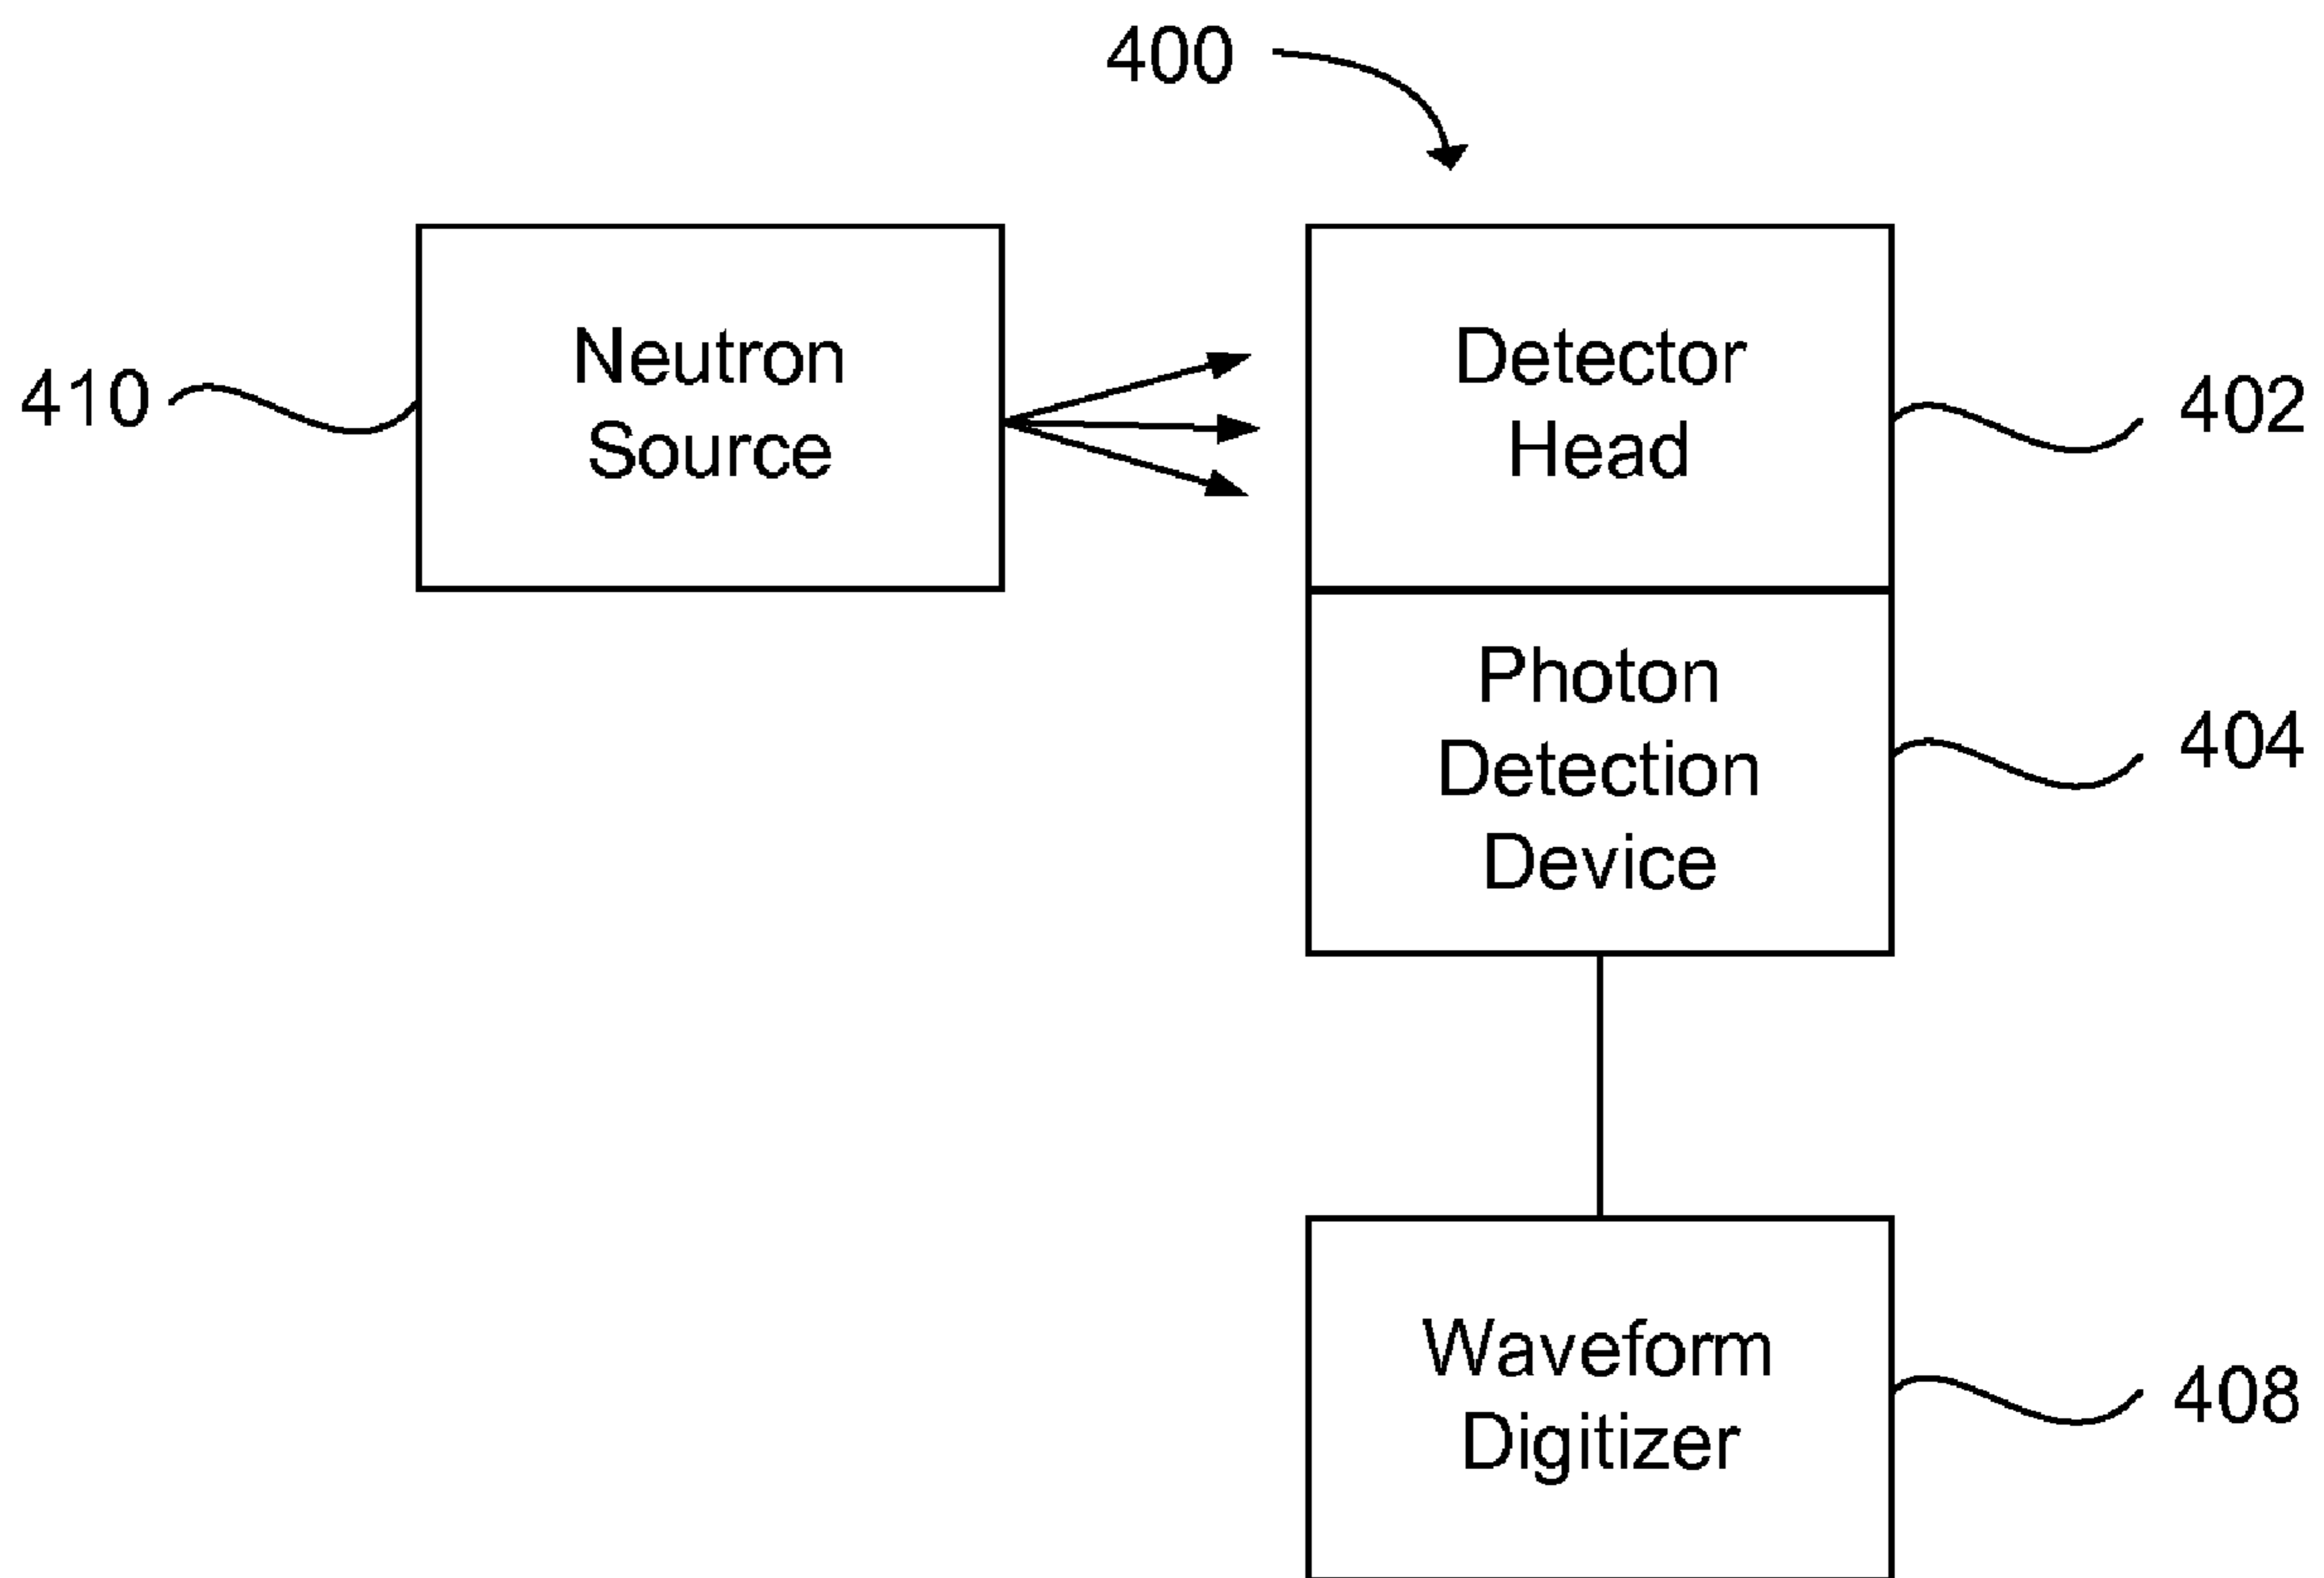 400
410
Neutron
Source
Detector
Head
402
Photon
Detection
Device
404
Waveform
Digitizer
408